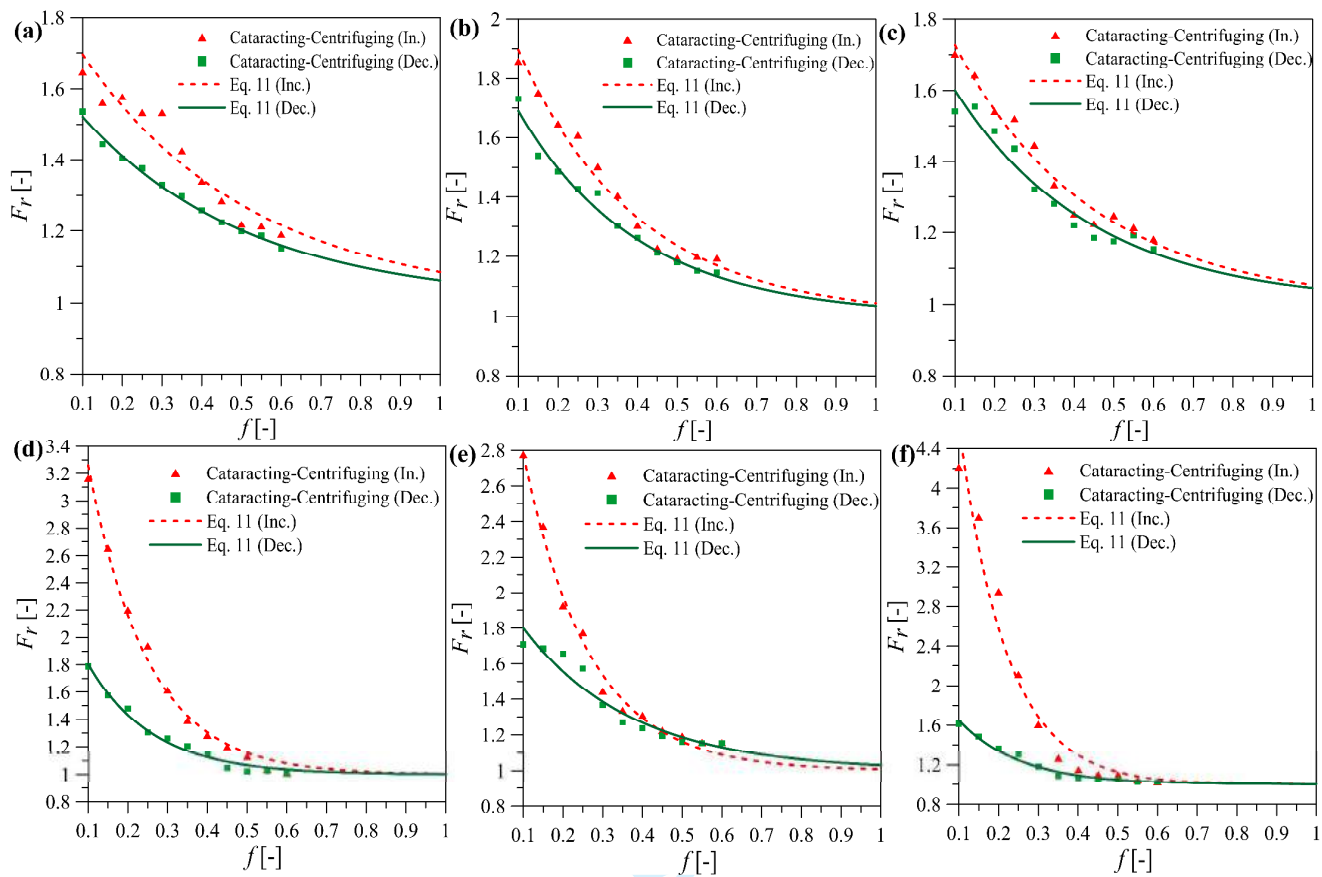 (a)
1.8
1.6
1.4
1.2
1
0.8
Fr [-]
Cataracting-Centrifuging (In.)
Cataracting-Centrifuging (Dec.)
Eq. 11 (Inc.)
Eq. 11 (Dec.)
0.1 0.2 0.3 0.4 0.5 0.6 0.7 0.8 0.9 1
f [-]
(b)
2
1.8
1.6
1.4
1.2
1
0.8
Fr [-]
Cataracting-Centrifuging (In.)
Cataracting-Centrifuging (Dec.)
Eq. 11 (Inc.)
Eq. 11 (Dec.)
0.1 0.2 0.3 0.4 0.5 0.6 0.7 0.8 0.9 1
f [-]
(c)
1.8
1.6
1.4
1.2
1
0.8
Fr [-]
Cataracting-Centrifuging (In.)
Cataracting-Centrifuging (Dec.)
Eq. 11 (Inc.)
Eq. 11 (Dec.)
0.1 0.2 0.3 0.4 0.5 0.6 0.7 0.8 0.9 1
f [-]
(d)
3.4
3.2
3
2.8
2.6
2.4
2.2
2
1.8
1.6
1.4
1.2
1
0.8
Fr [-]
Cataracting-Centrifuging (In.)
Cataracting-Centrifuging (Dec.)
Eq. 11 (Inc.)
Eq. 11 (Dec.)
0.1 0.2 0.3 0.4 0.5 0.6 0.7 0.8 0.9 1
f [-]
(e)
2.8
2.6
2.4
2.2
2
1.8
1.6
1.4
1.2
1
0.8
Fr [-]
Cataracting-Centrifuging (In.)
Cataracting-Centrifuging (Dec.)
Eq. 11 (Inc.)
Eq. 11 (Dec.)
0.1 0.2 0.3 0.4 0.5 0.6 0.7 0.8 0.9 1
f [-]
(f)
4.4
4
3.6
3.2
2.8
2.4
2
1.6
1.2
0.8
Fr [-]
Cataracting-Centrifuging (In.)
Cataracting-Centrifuging (Dec.)
Eq. 11 (Inc.)
Eq. 11 (Dec.)
0.1 0.2 0.3 0.4 0.5 0.6 0.7 0.8 0.9 1
f [-]